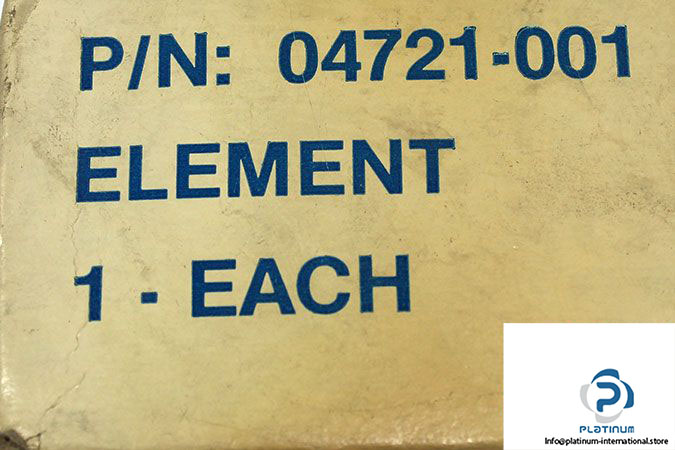 P/N: 04721-001
ELEMENT
1 - EACH
PLATINUM
Info@platinum-international.store